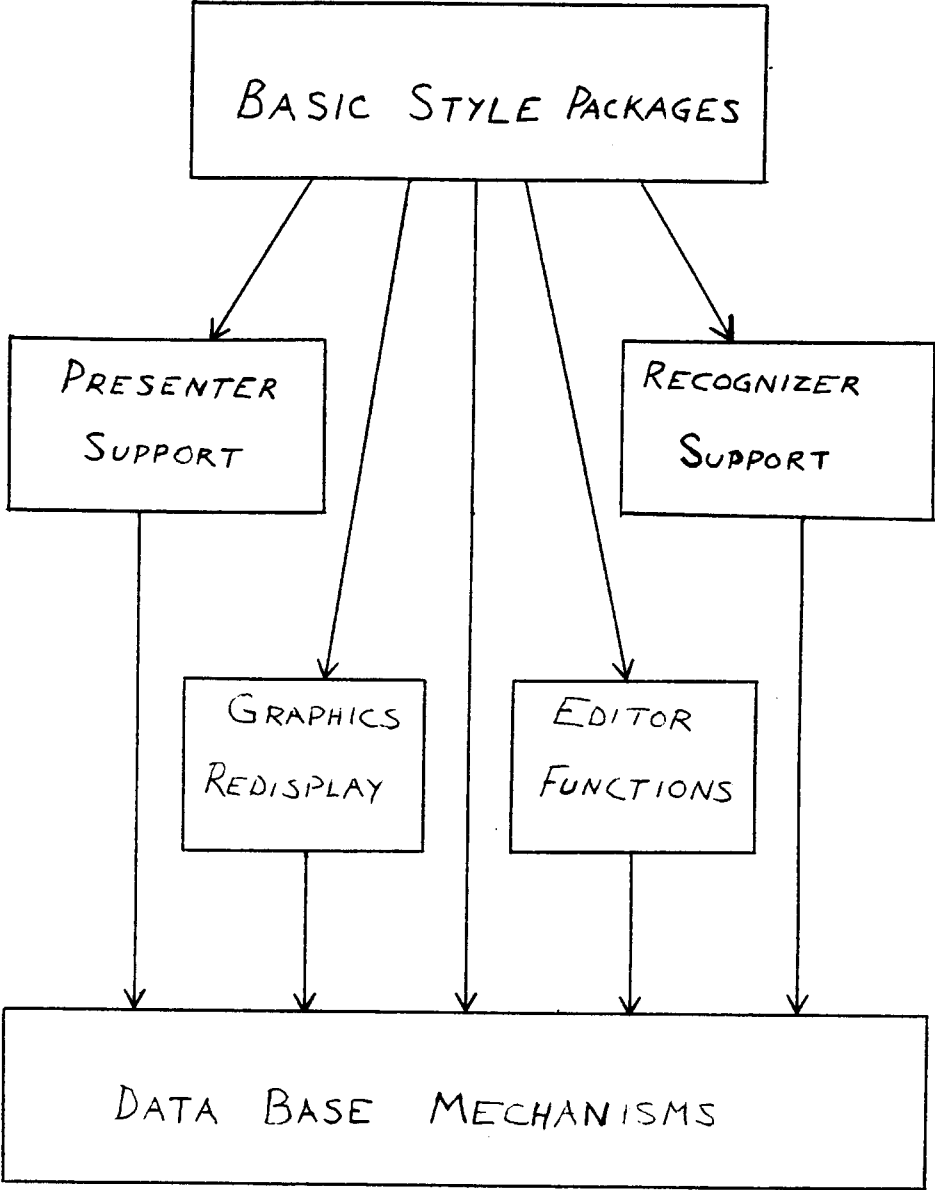 BASIC STYLE PACKAGES
PRESENTER
SUPPORT
RECOGNIZER
SUPPORT
GRAPHICS
REDISPLAY
EDITOR
FUNCTIONS
DATA BASE MECHANISMS